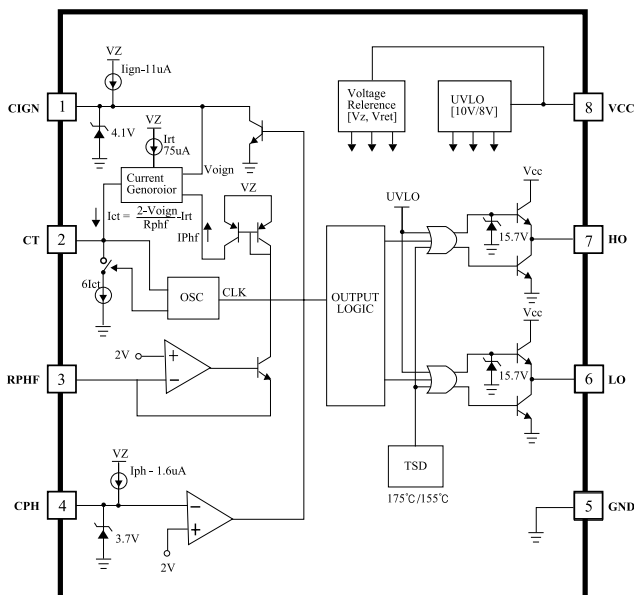 VZ
Iign-11uA
CIGN
1
4.1V
VZ
Irt
75uA
Current
Genoroior
Voign
Ict = 2-Voign/Rphf -Irt
IPhf
VZ
CT
2
6Ict
OSC
CLK
2V
+
−
RPHF
3
VZ
Iph - 1.6uA
CPH
4
3.7V
−
+
2V
Voltage
Relerence
[Vz, Vret]
UVLO
[10V/8V]
8
VCC
UVLO
OUTPUT
LOGIC
Vcc
15.7V
7
HO
Vcc
15.7V
6
LO
TSD
175℃/155℃
5
GND